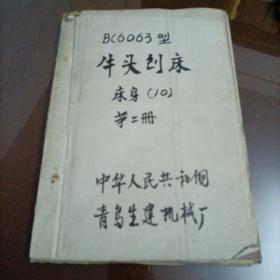 BC6063型
牛头刨床
床身(10)
第二册
中华人民共和国
青岛生建机械厂